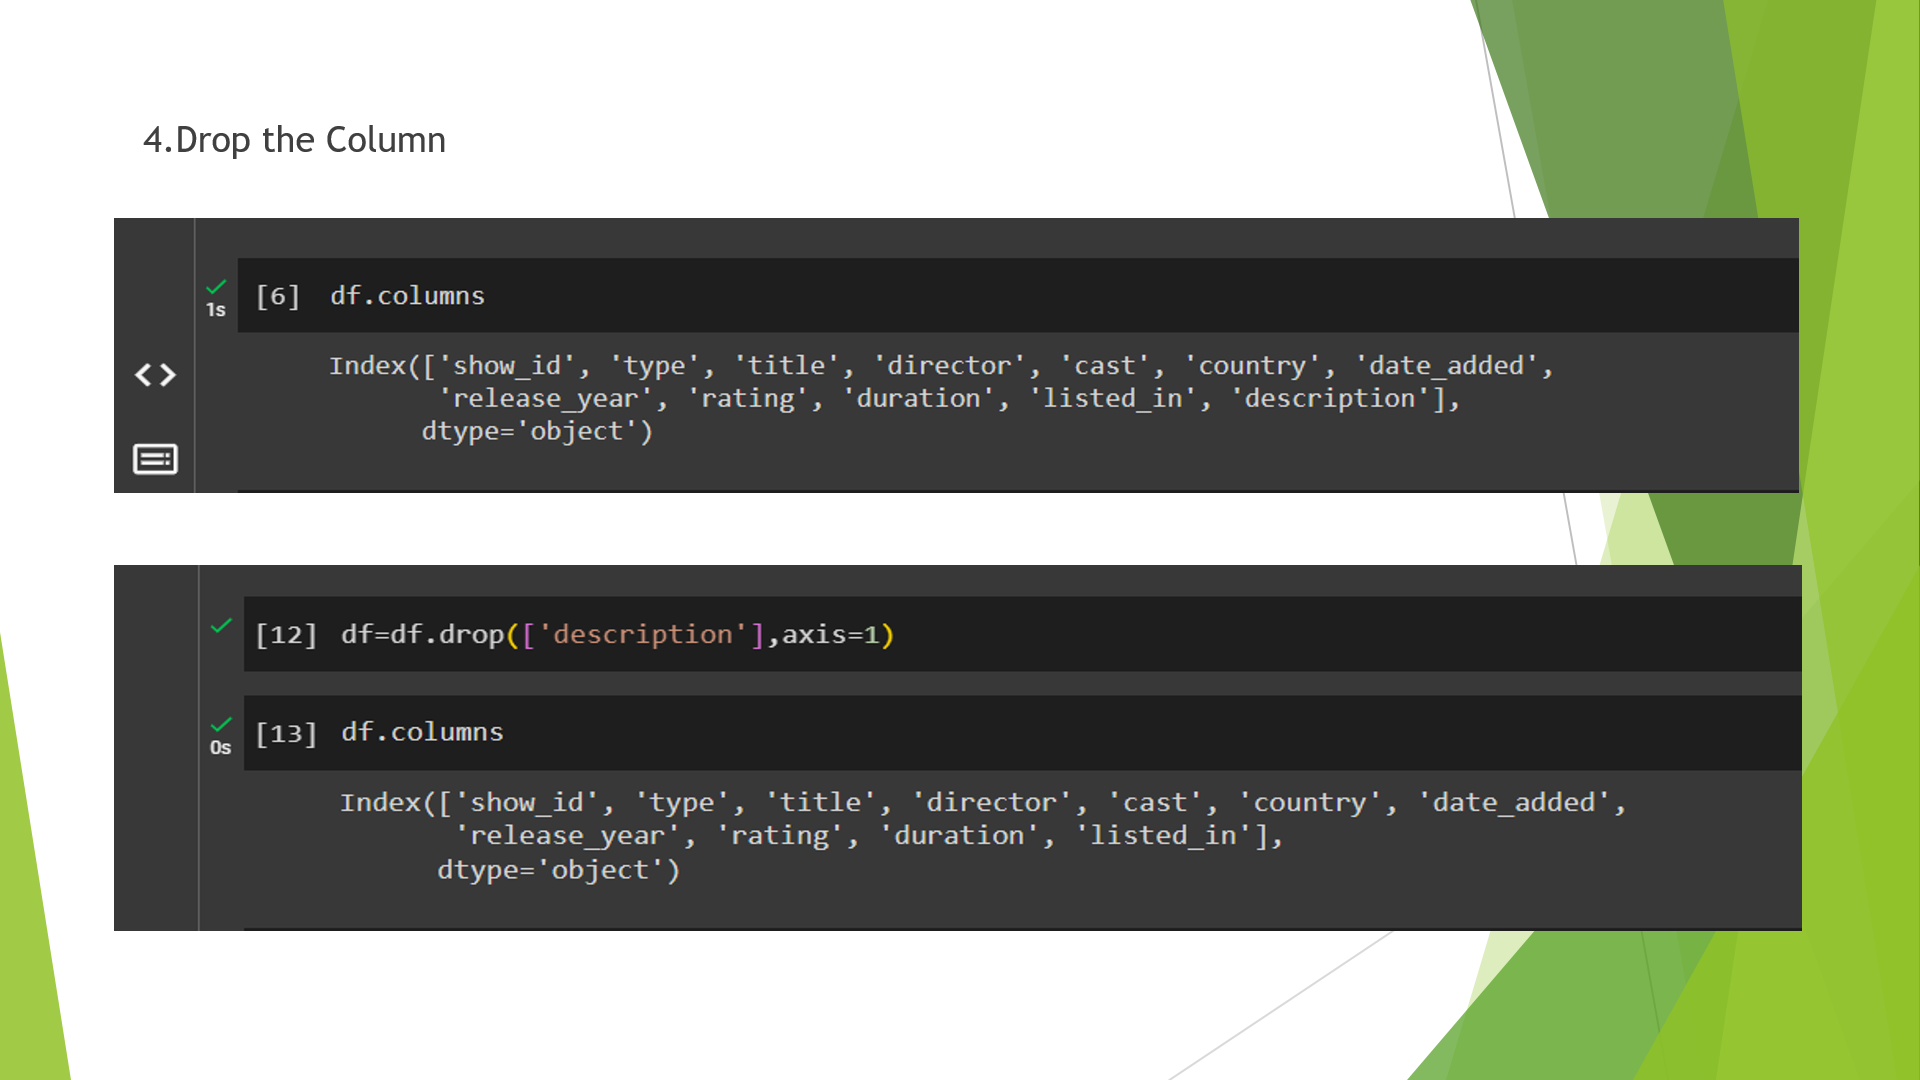 4.Drop the Column
[6] df.columns
1s
Index(['show_id', 'type', 'title', 'director', 'cast', 'country', 'date_added',
'release_year', 'rating', 'duration', 'listed_in', 'description'],
dtype='object')
[12] df=df.drop(['description'],axis=1)
[13] df.columns
0s
Index(['show_id', 'type', 'title', 'director', 'cast', 'country', 'date_added',
'release_year', 'rating', 'duration', 'listed_in'],
dtype='object')